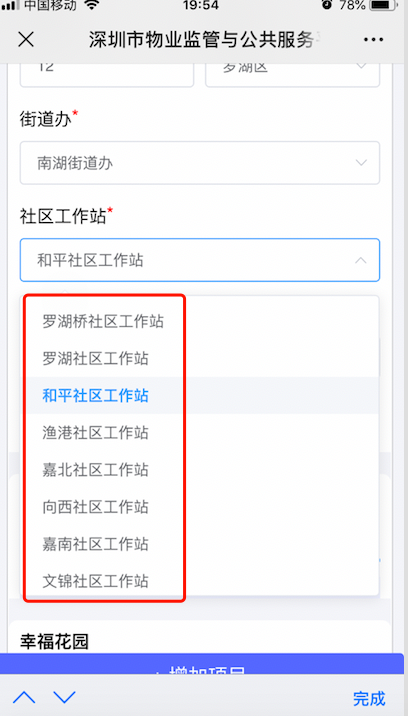 中国移动
19:54
78%
深圳市物业监管与公共服务
12
罗湖区
街道办*
南湖街道办
社区工作站*
和平社区工作站
罗湖桥社区工作站
罗湖社区工作站
和平社区工作站
渔港社区工作站
嘉北社区工作站
向西社区工作站
嘉南社区工作站
文锦社区工作站
幸福花园
+ 增加项目
完成